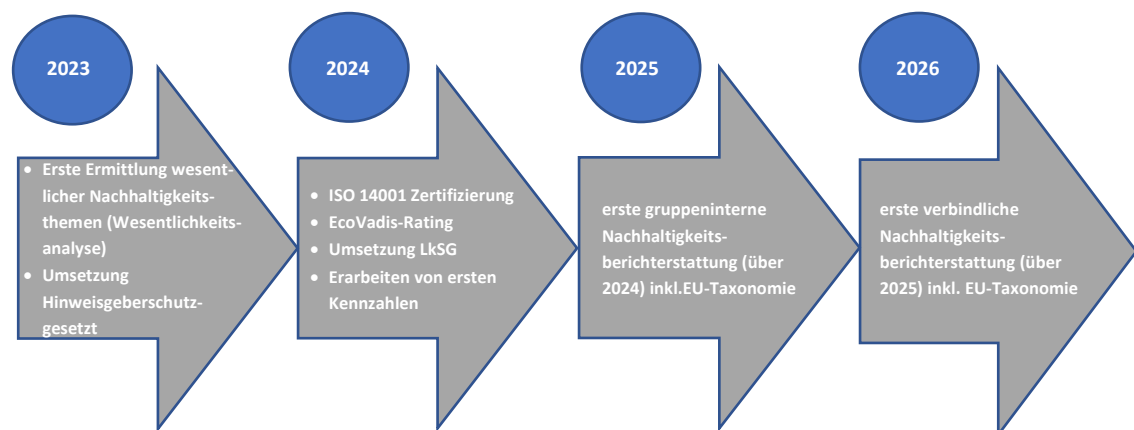 2023
• Erste Ermittlung wesent-
licher Nachhaltigkeits-
themen (Wesentlichkeits-
analyse)
• Umsetzung
Hinweisgeberschutz-
gesetzt
2024
• ISO 14001 Zertifizierung
• EcoVadis-Rating
• Umsetzung LkSG
• Erarbeiten von ersten
Kennzahlen
2025
erste gruppeninterne
Nachhaltigkeits-
berichterstattung (über
2024) inkl.EU-Taxonomie
2026
erste verbindliche
Nachhaltigkeits-
berichterstattung (über
2025) inkl. EU-Taxonomie